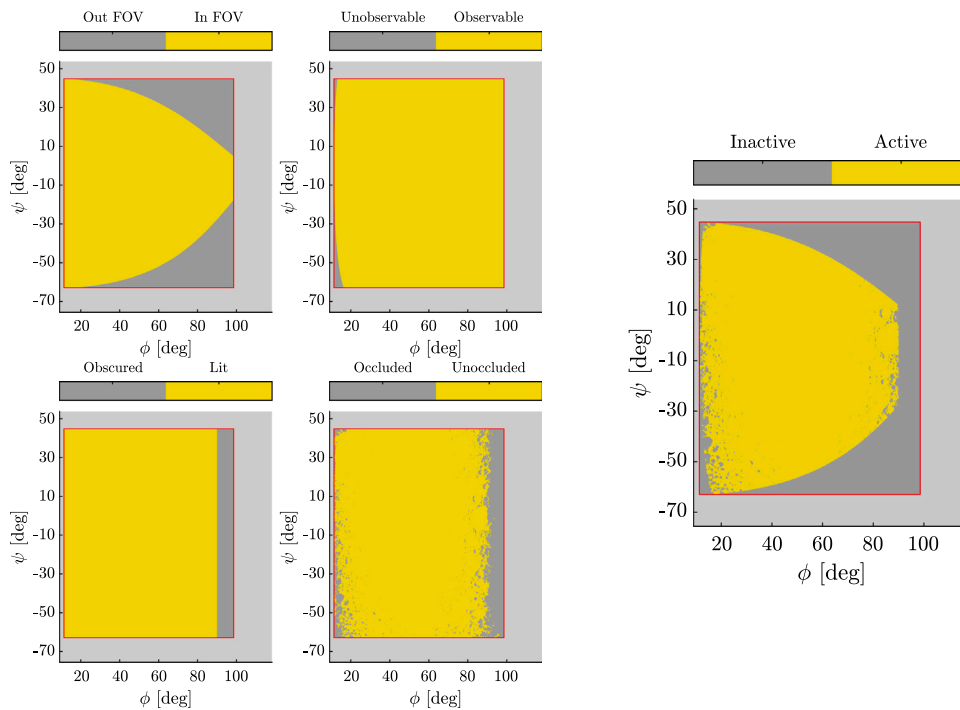 Out FOV In FOV
50
30
10
-10
-30
-50
-70
ψ [deg]
20 40 60 80 100
ϕ [deg]
Unobservable Observable
50
30
10
-10
-30
-50
-70
ψ [deg]
20 40 60 80 100
ϕ [deg]
Obscured Lit
50
30
10
-10
-30
-50
-70
ψ [deg]
20 40 60 80 100
ϕ [deg]
Occluded Unoccluded
50
30
10
-10
-30
-50
-70
ψ [deg]
20 40 60 80 100
ϕ [deg]
Inactive Active
50
30
10
-10
-30
-50
-70
ψ [deg]
20 40 60 80 100
ϕ [deg]